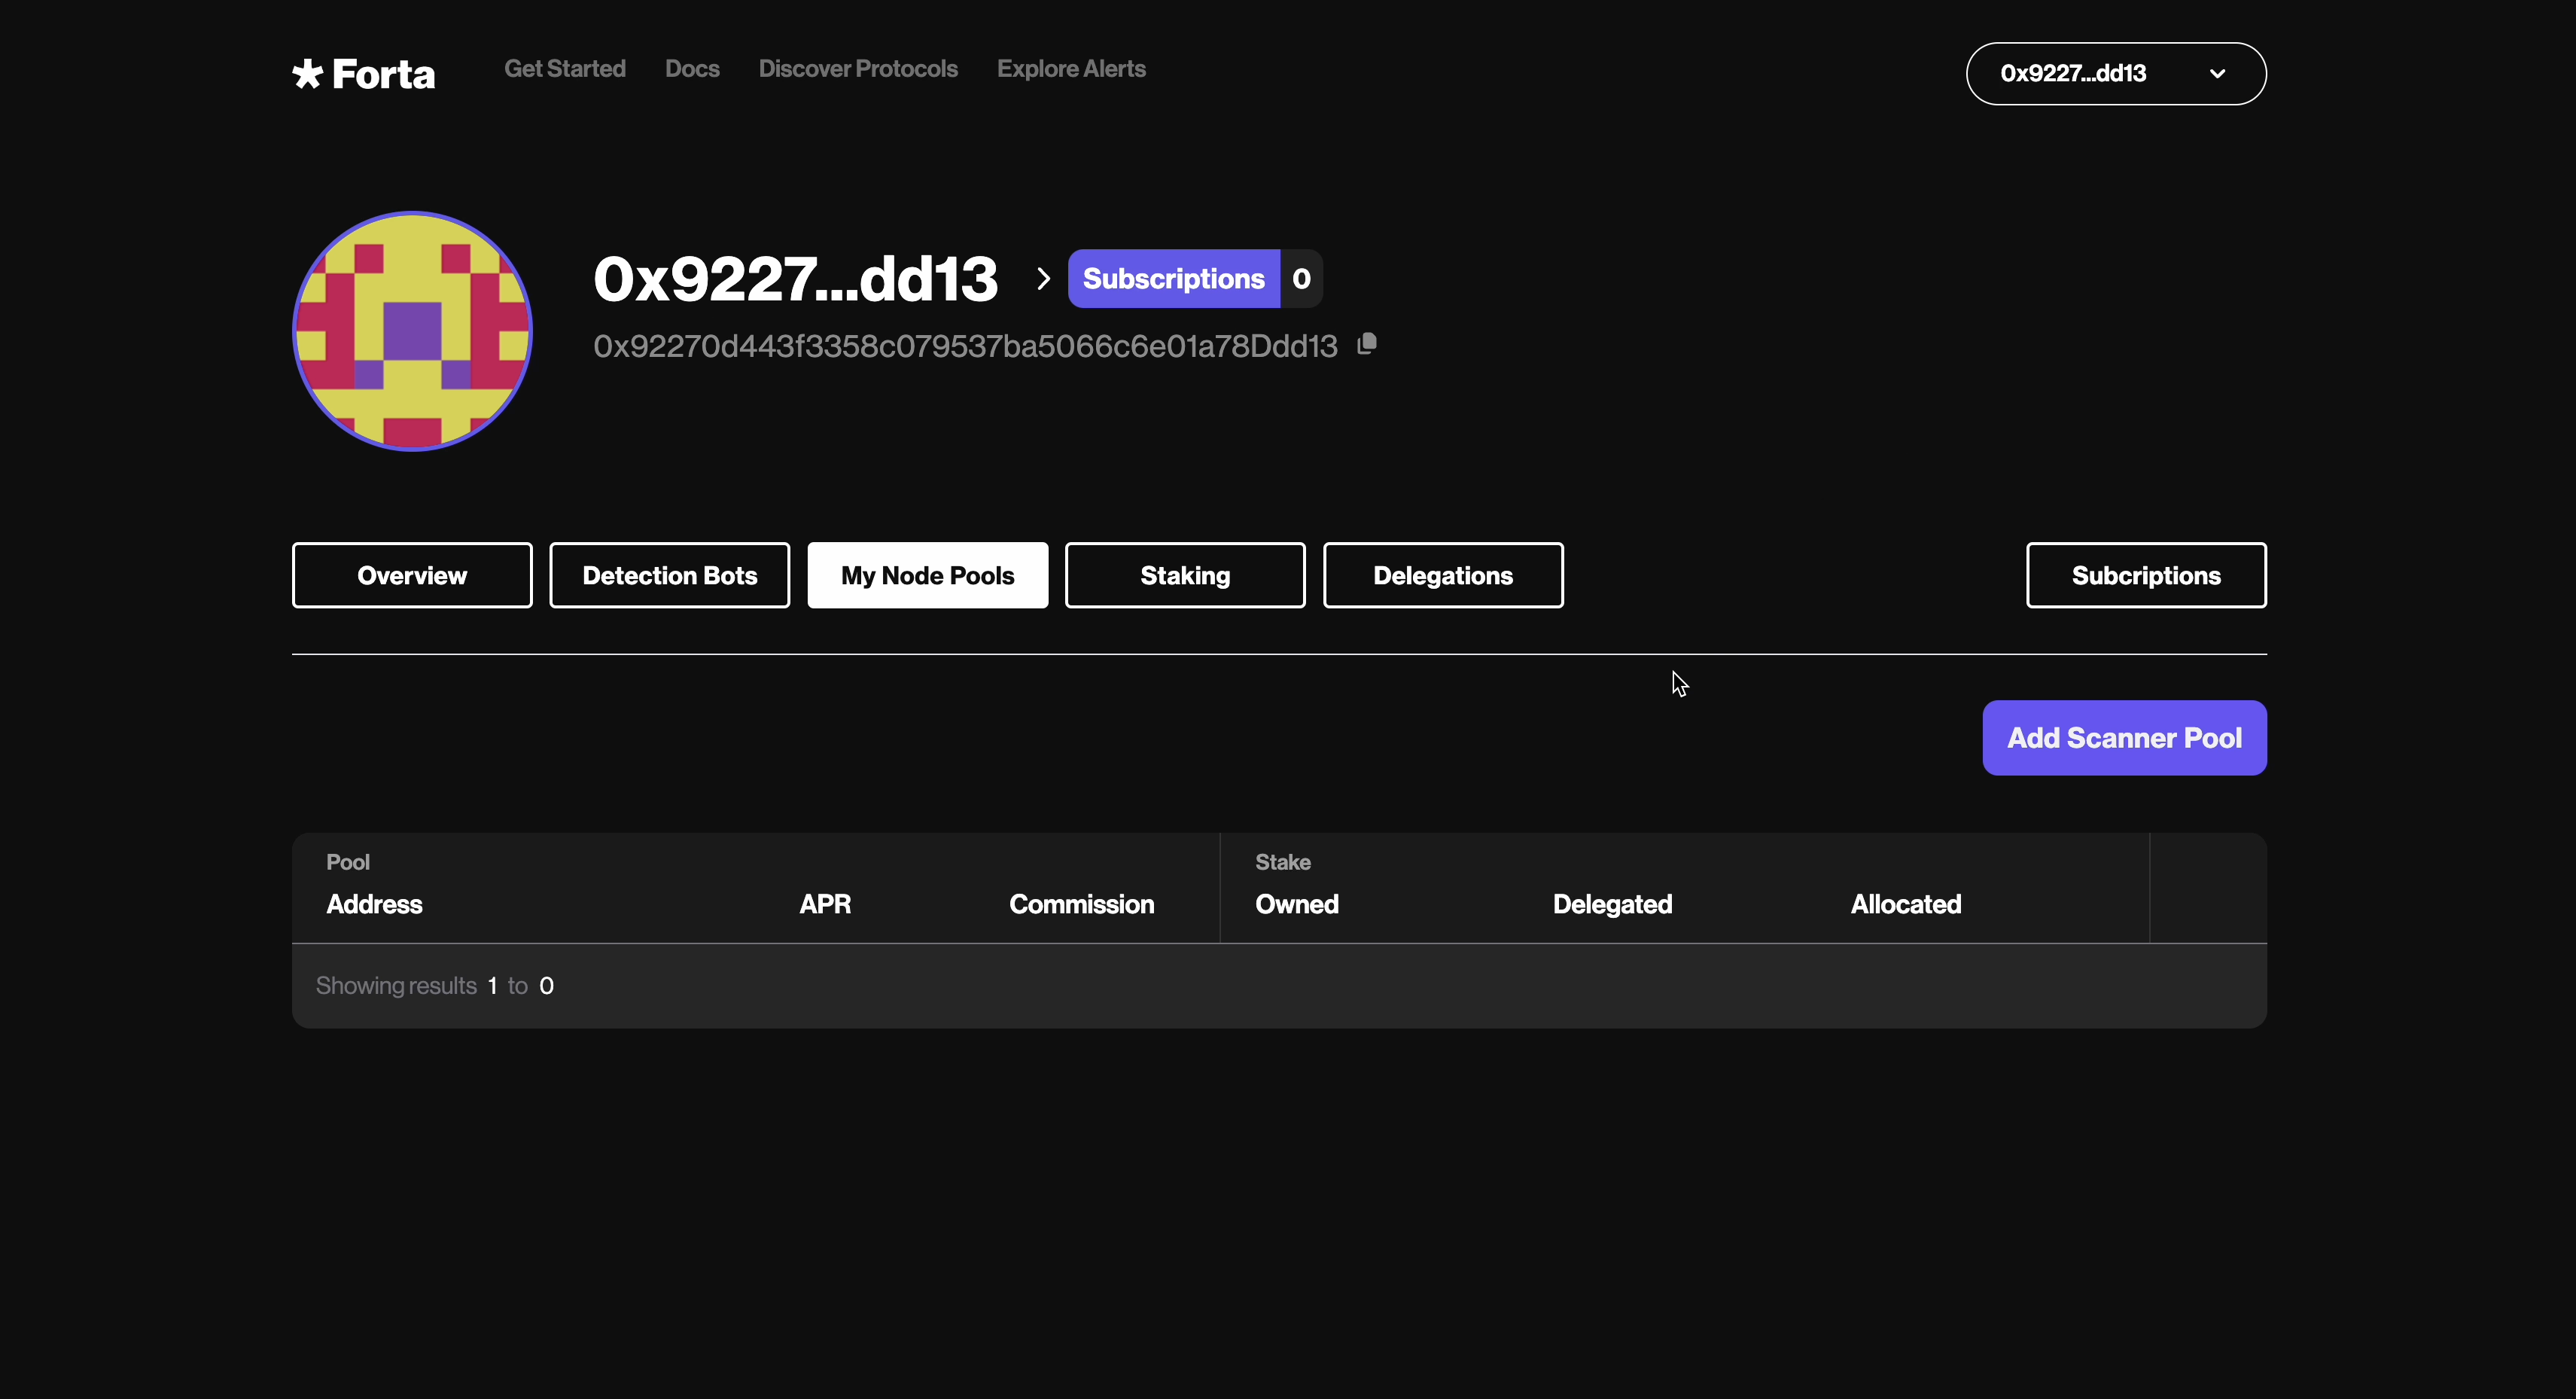 Forta
Get Started Docs Discover Protocols Explore Alerts
0x9227...dd13
0x9227...dd13 Subscriptions 0
0x92270d443f3358c079537ba5066c6e01a78Ddd13
Overview Detection Bots My Node Pools Staking Delegations Subcriptions
Add Scanner Pool
Pool Stake
Address APR Commission Owned Delegated Allocated
Showing results 1 to 0